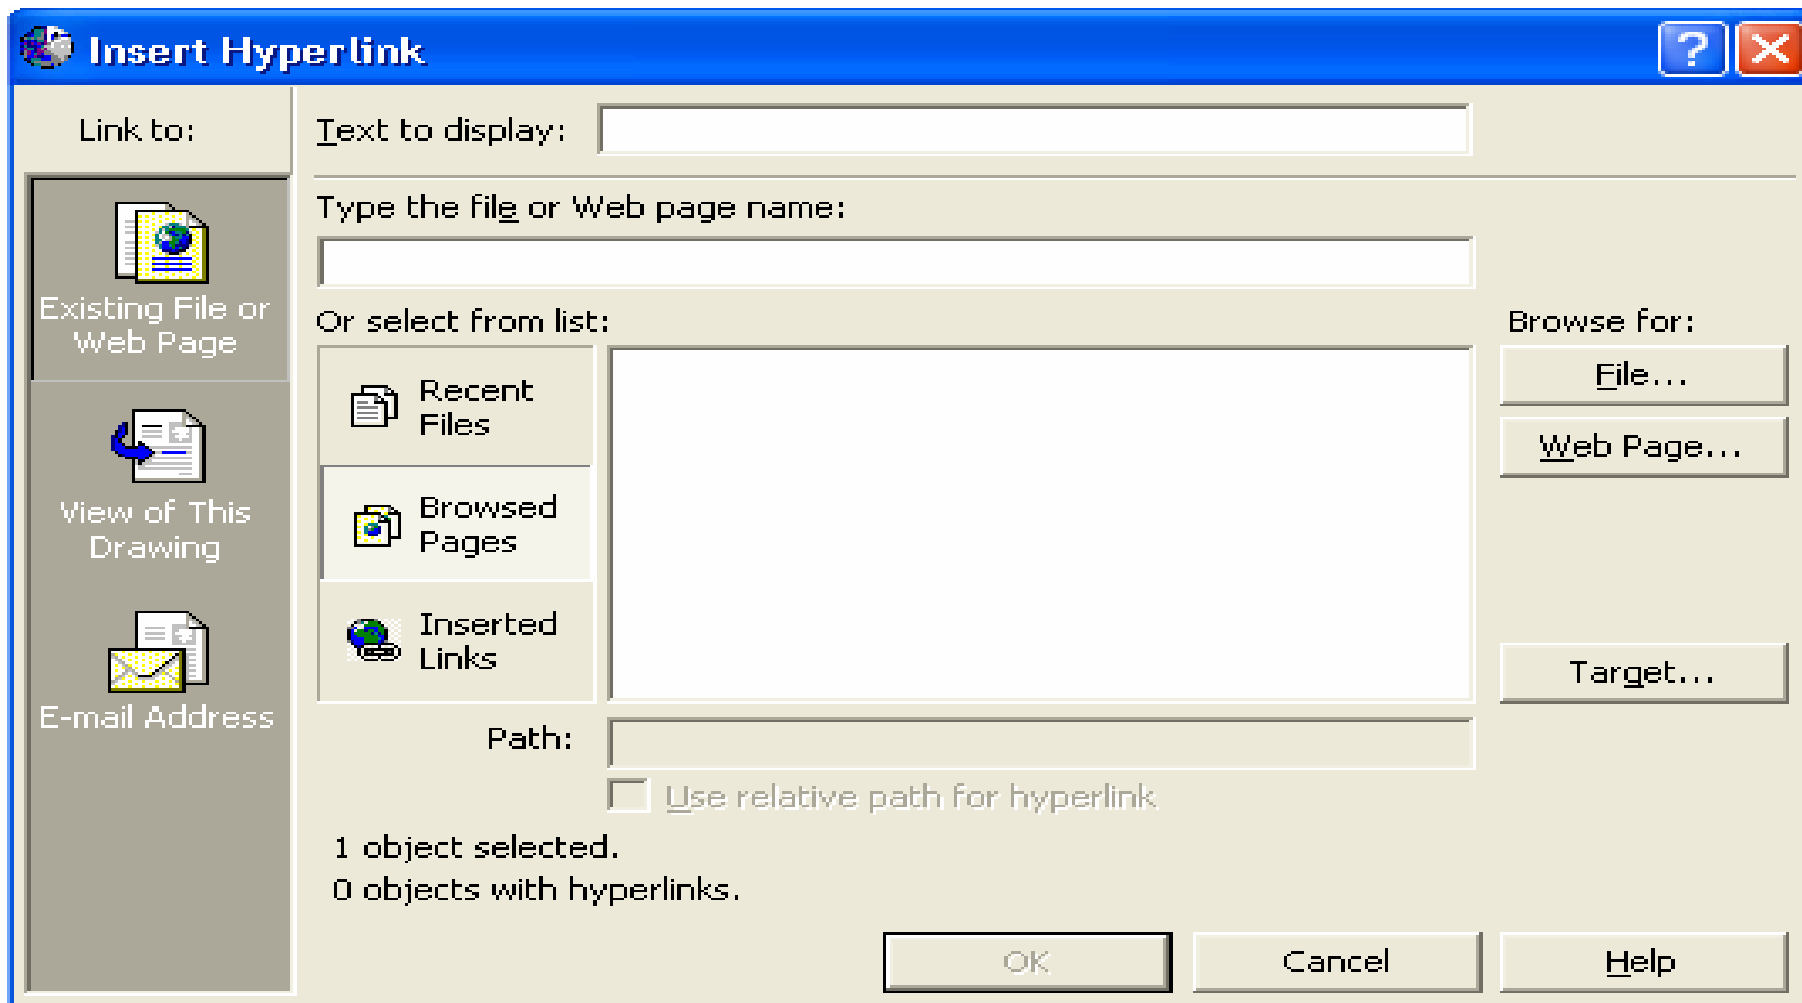 Insert Hyperlink
?
Link to:
Text to display:
Type the file or Web page name:
Existing File or
Web Page
Or select from list:
Browse for:
Recent
Files
File...
Web Page...
View of This
Drawing
Browsed
Pages
Inserted
Links
Target...
E-mail Address
Path:
Use relative path for hyperlink
1 object selected.
0 objects with hyperlinks.
OK
Cancel
Help